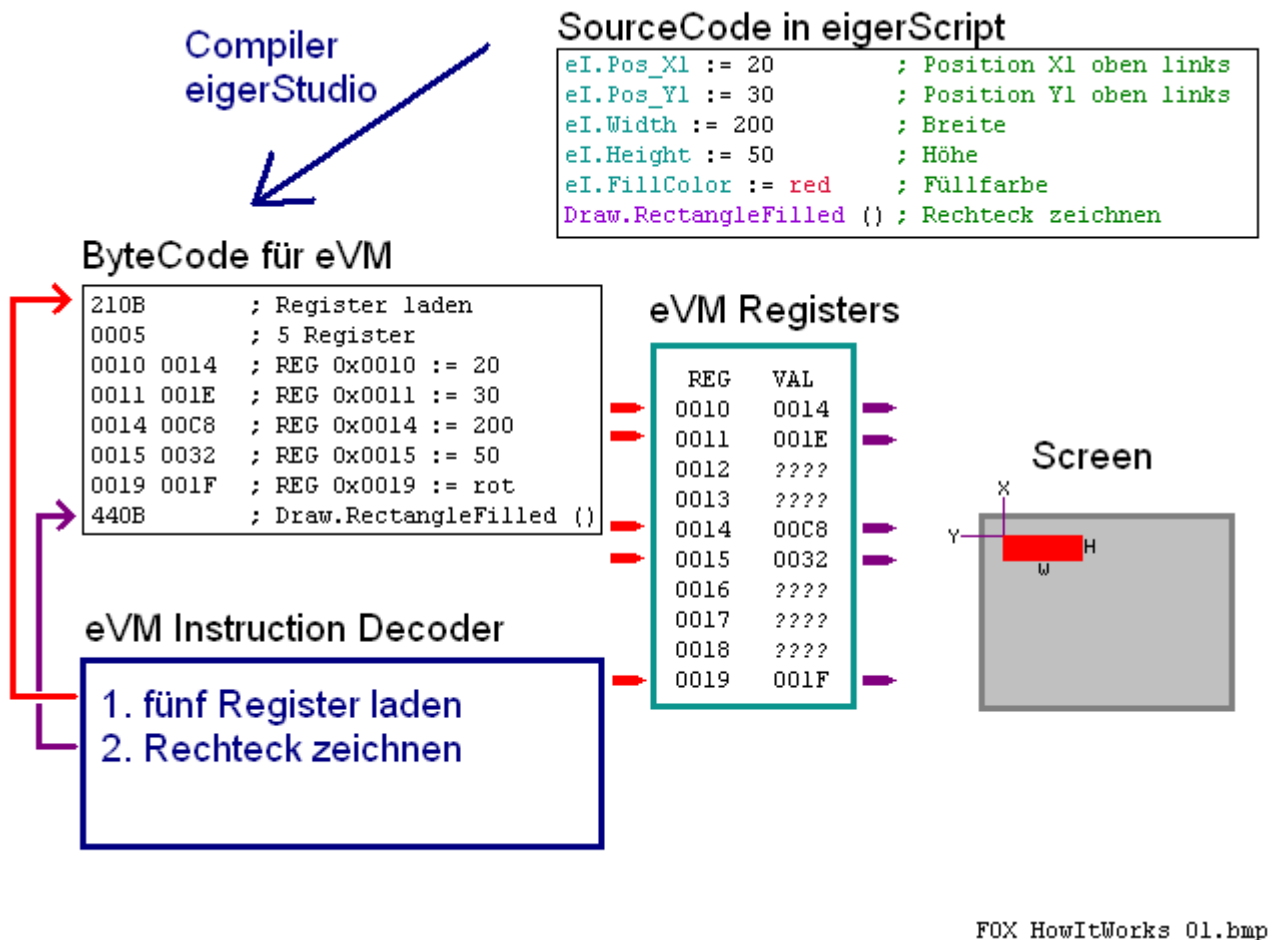 Compiler
eigerStudio
SourceCode in eigerScript
eI.Pos_X1 := 20 ; Position X1 oben links
eI.Pos_Y1 := 30 ; Position Y1 oben links
eI.Width := 200 ; Breite
eI.Height := 50 ; Höhe
eI.FillColor := red ; Füllfarbe
Draw.RectangleFilled () ; Rechteck zeichnen
ByteCode für eVM
210B ; Register laden
0005 ; 5 Register
0010 0014 ; REG 0x0010 := 20
0011 001E ; REG 0x0011 := 30
0014 00C8 ; REG 0x0014 := 200
0015 0032 ; REG 0x0015 := 50
0019 001F ; REG 0x0019 := rot
440B ; Draw.RectangleFilled ()
eVM Registers
REG VAL
0010 0014
0011 001E
0012 ????
0013 ????
0014 00C8
0015 0032
0016 ????
0017 ????
0018 ????
0019 001F
Screen
X
Y
H
W
eVM Instruction Decoder
1. fünf Register laden
2. Rechteck zeichnen
FOX HowItWorks 01.bmp